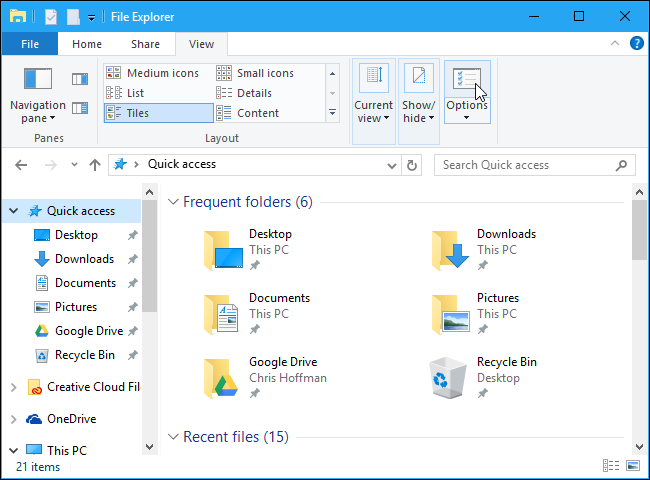 File Explorer
File Home Share View
Navigation pane
Medium icons Small icons
List Details
Tiles Content
Current view
Show/ hide
Options
Panes Layout
Quick access
Search Quick access
Quick access
Desktop
Downloads
Documents
Pictures
Google Drive
Recycle Bin
Creative Cloud Fil
OneDrive
This PC
Frequent folders (6)
Desktop
This PC
Downloads
This PC
Documents
This PC
Pictures
This PC
Google Drive
Chris Hoffman
Recycle Bin
Desktop
Recent files (15)
21 items